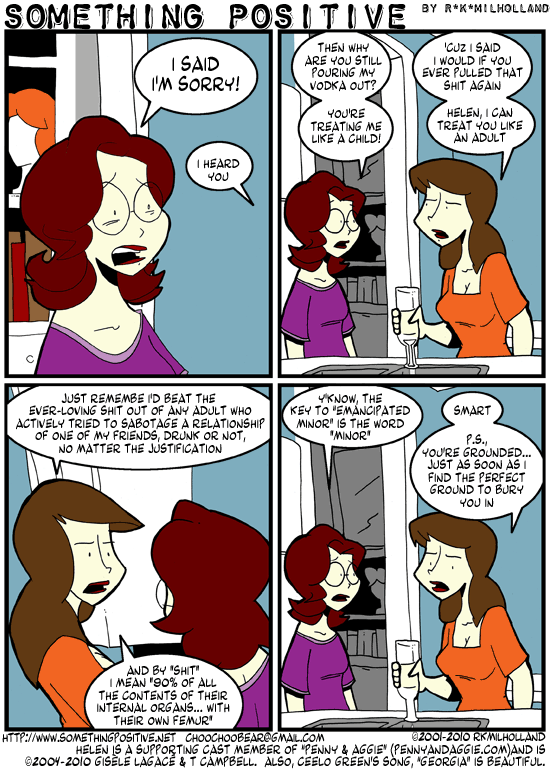 SOMETHING POSITIVE BY R*K*MILHOLLAND
I SAID
I'M SORRY!
I HEARD
YOU
THEN WHY
ARE YOU STILL
POURING MY
VODKA OUT?
YOU'RE
TREATING ME
LIKE A CHILD!
'CUZ I SAID
I WOULD IF YOU
EVER PULLED THAT
SHIT AGAIN
HELEN, I CAN
TREAT YOU LIKE
AN ADULT
JUST REMEMBE I'D BEAT THE
EVER-LOVING SHIT OUT OF ANY ADULT WHO
ACTIVELY TRIED TO SABOTAGE A RELATIONSHIP
OF ONE OF MY FRIENDS, DRUNK OR NOT,
NO MATTER THE JUSTIFICATION
AND BY "SHIT"
I MEAN "90% OF ALL
THE CONTENTS OF THEIR
INTERNAL ORGANS... WITH
THEIR OWN FEMUR"
Y'KNOW, THE
KEY TO "EMANCIPATED
MINOR" IS THE WORD
"MINOR"
SMART
P.S.,
YOU'RE GROUNDED...
JUST AS SOON AS I
FIND THE PERFECT
GROUND TO BURY
YOU IN
HTTP://WWW.SOMETHINGPOSITIVE.NET CHOOCHOOBEAR@GMAIL.COM ©2001-2010 RKMILHOLLAND
HELEN IS A SUPPORTING CAST MEMBER OF "PENNY & AGGIE" (PENNYANDAGGIE.COM)AND IS
©2004-2010 GISELE LAGACE & T CAMPBELL. ALSO, CEELO GREEN'S SONG, "GEORGIA" IS BEAUTIFUL.